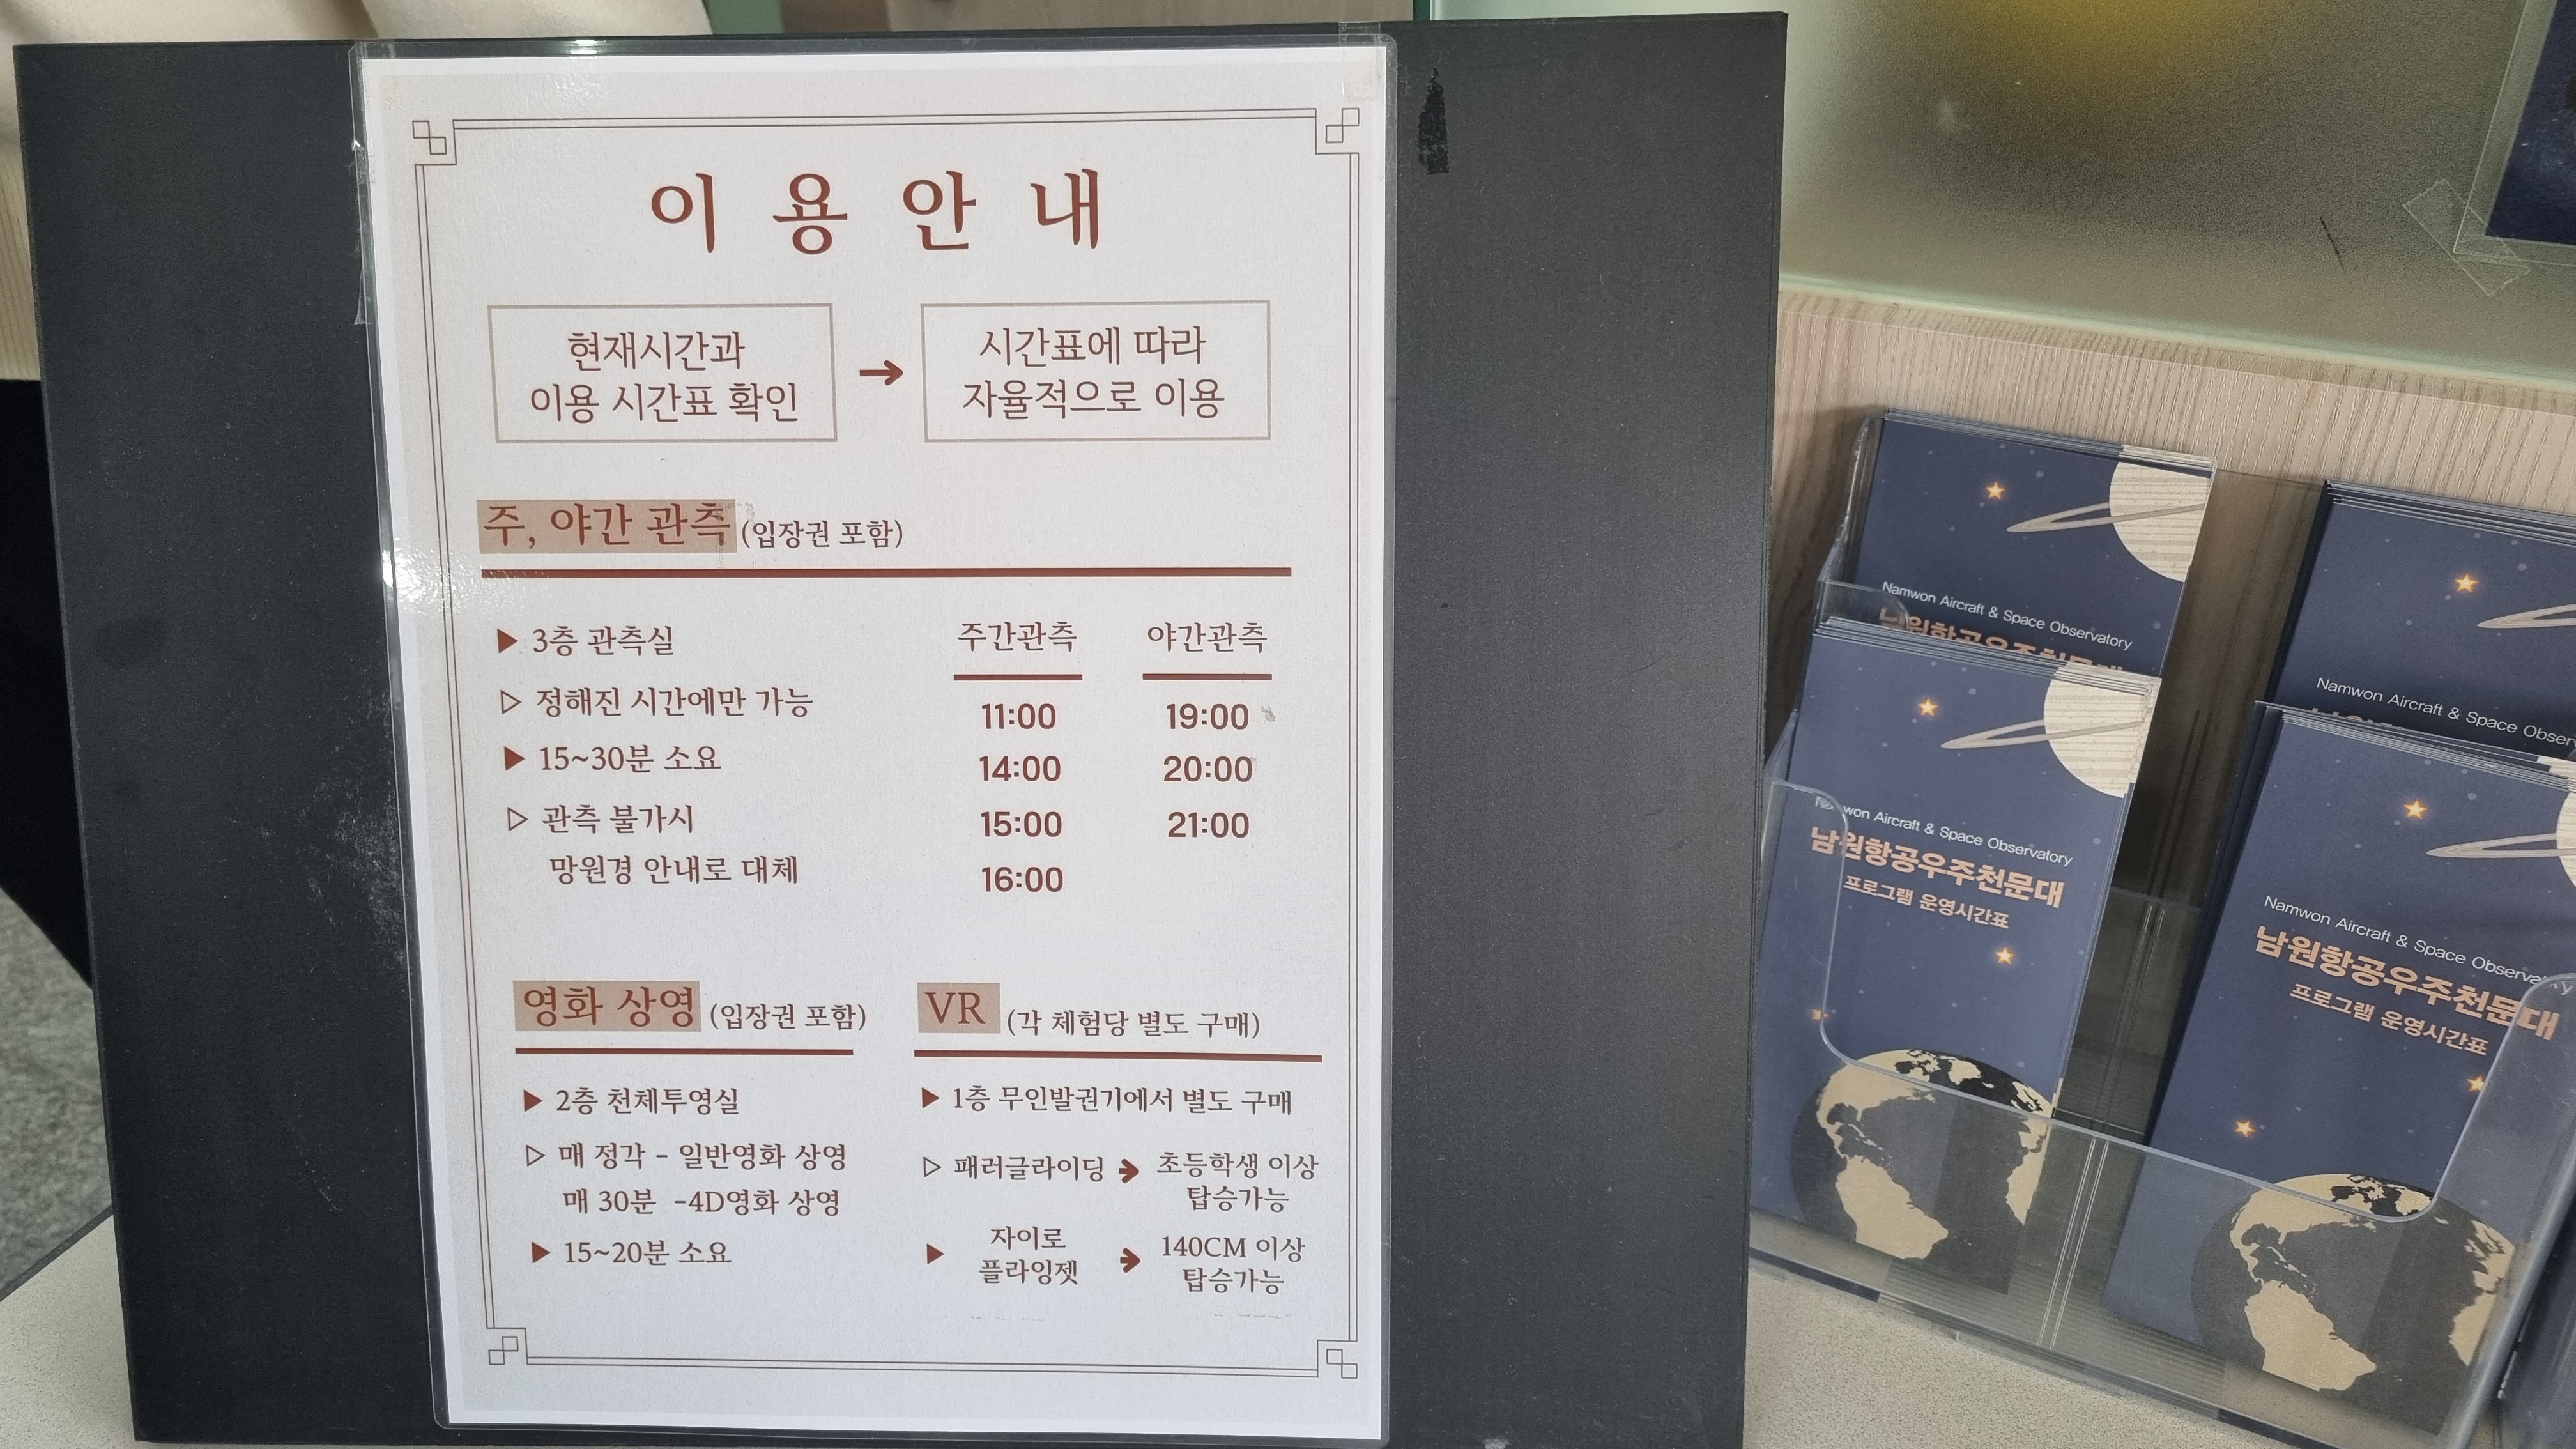 이 용 안 내
현재시간과
이용 시간표 확인
→
시간표에 따라
자율적으로 이용
주, 야간 관측 (입장권 포함)
▶ 3층 관측실
▷ 정해진 시간에만 가능
▶ 15~30분 소요
▷ 관측 불가시
망원경 안내로 대체
주간관측
11:00
14:00
15:00
16:00
야간관측
19:00
20:00
21:00
영화 상영 (입장권 포함)
▶ 2층 천체투영실
▷ 매 정각 - 일반영화 상영
매 30분 -4D영화 상영
▶ 15~20분 소요
VR (각 체험당 별도 구매)
▶ 1층 무인발권기에서 별도 구매
▷ 패러글라이딩 → 초등학생 이상
탑승가능
▶ 자이로
플라잉젯
→ 140CM 이상
탑승가능
Namwon Aircraft & Space Observatory
남원항공우주천문대
Namwon Aircraft & Space Observatory
남원항공우주천문대
프로그램 운영시간표
Namwon Aircraft & Space
Namwon Aircraft & Space Observatory
남원항공우주천문대
프로그램 운영시간표